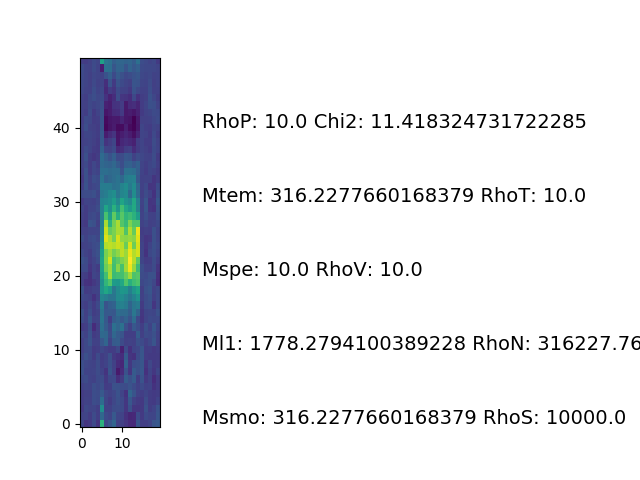 40
RhoP: 10.0 Chi2: 11.418324731722285
30
Mtem: 316.2277660168379 RhoT: 10.0
20
Mspe: 10.0 RhoV: 10.0
10
Ml1: 1778.2794100389228 RhoN: 316227.76
0
Msmo: 316.2277660168379 RhoS: 10000.0
0 10